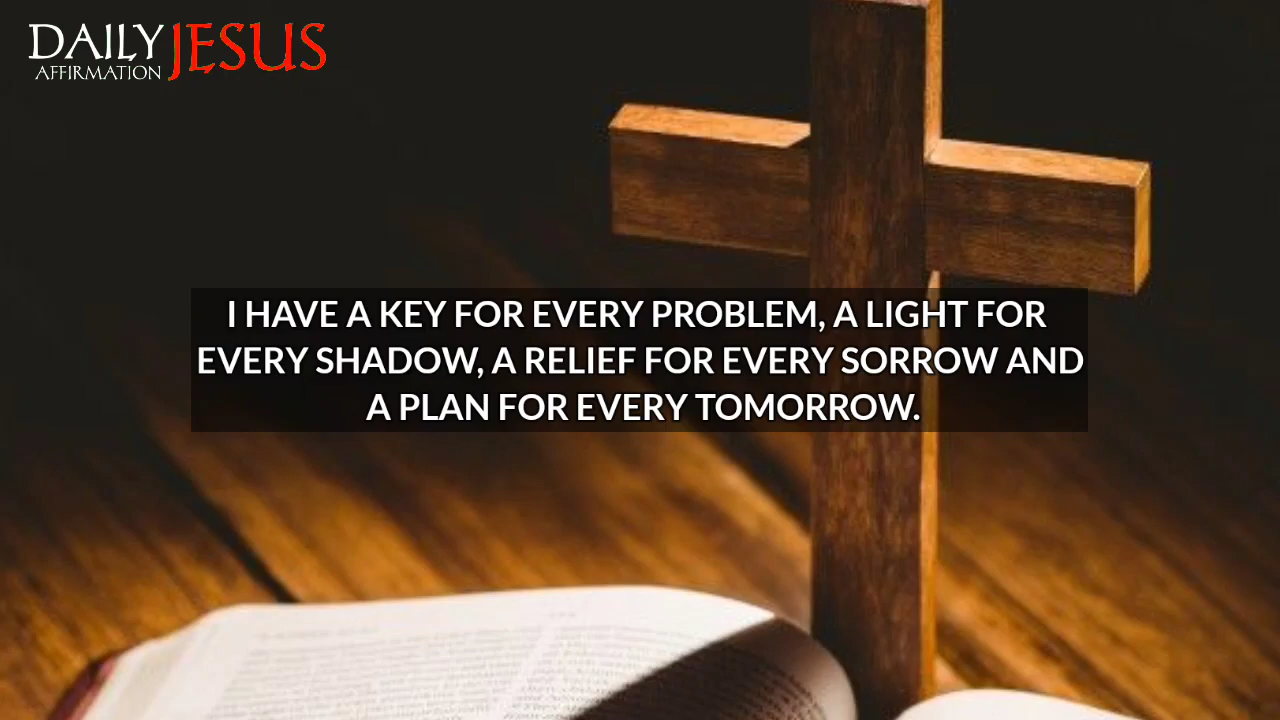 DAILY JESUS
AFFIRMATION
I HAVE A KEY FOR EVERY PROBLEM, A LIGHT FOR
EVERY SHADOW, A RELIEF FOR EVERY SORROW AND
A PLAN FOR EVERY TOMORROW.